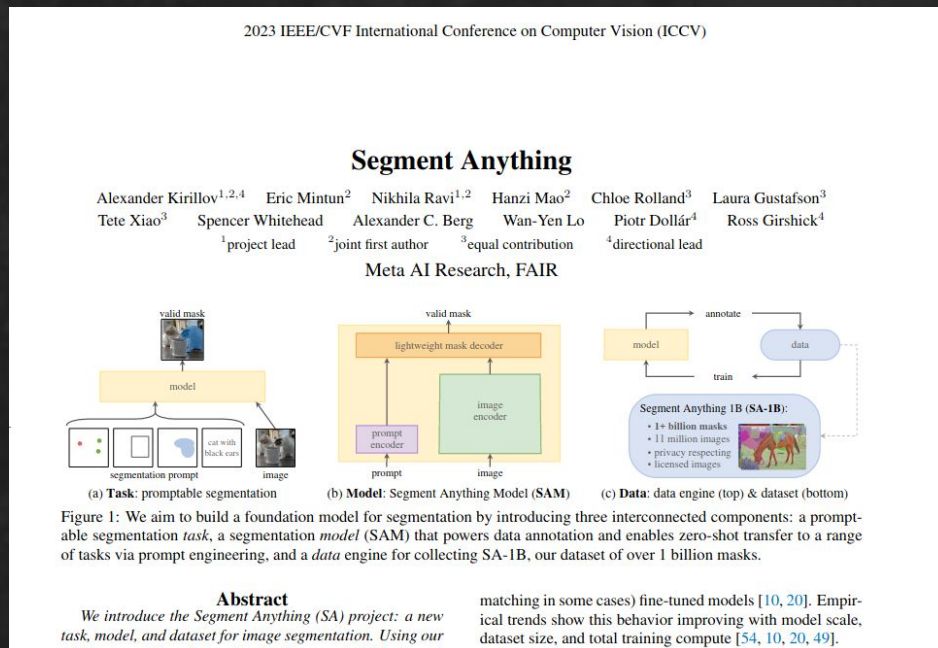 2023 IEEE/CVF International Conference on Computer Vision (ICCV)
Segment Anything
Alexander Kirillov1,2,4 Eric Mintun2 Nikhila Ravi1,2 Hanzi Mao2 Chloe Rolland3 Laura Gustafson3
Tete Xiao3 Spencer Whitehead Alexander C. Berg Wan-Yen Lo Piotr Dollár4 Ross Girshick4
1project lead 2joint first author 3equal contribution 4directional lead
Meta AI Research, FAIR
valid mask
model
cat with
black ears
segmentation prompt
image
(a) Task: promptable segmentation
valid mask
lightweight mask decoder
image
encoder
prompt
encoder
prompt
image
(b) Model: Segment Anything Model (SAM)
annotate
model
data
train
Segment Anything 1B (SA-1B):
• 1+ billion masks
• 11 million images
• privacy respecting
• licensed images
(c) Data: data engine (top) & dataset (bottom)
Figure 1: We aim to build a foundation model for segmentation by introducing three interconnected components: a prompt-
able segmentation task, a segmentation model (SAM) that powers data annotation and enables zero-shot transfer to a range
of tasks via prompt engineering, and a data engine for collecting SA-1B, our dataset of over 1 billion masks.
Abstract
We introduce the Segment Anything (SA) project: a new
task, model, and dataset for image segmentation. Using our
matching in some cases) fine-tuned models [10, 20]. Empir-
ical trends show this behavior improving with model scale,
dataset size, and total training compute [54, 10, 20, 49].